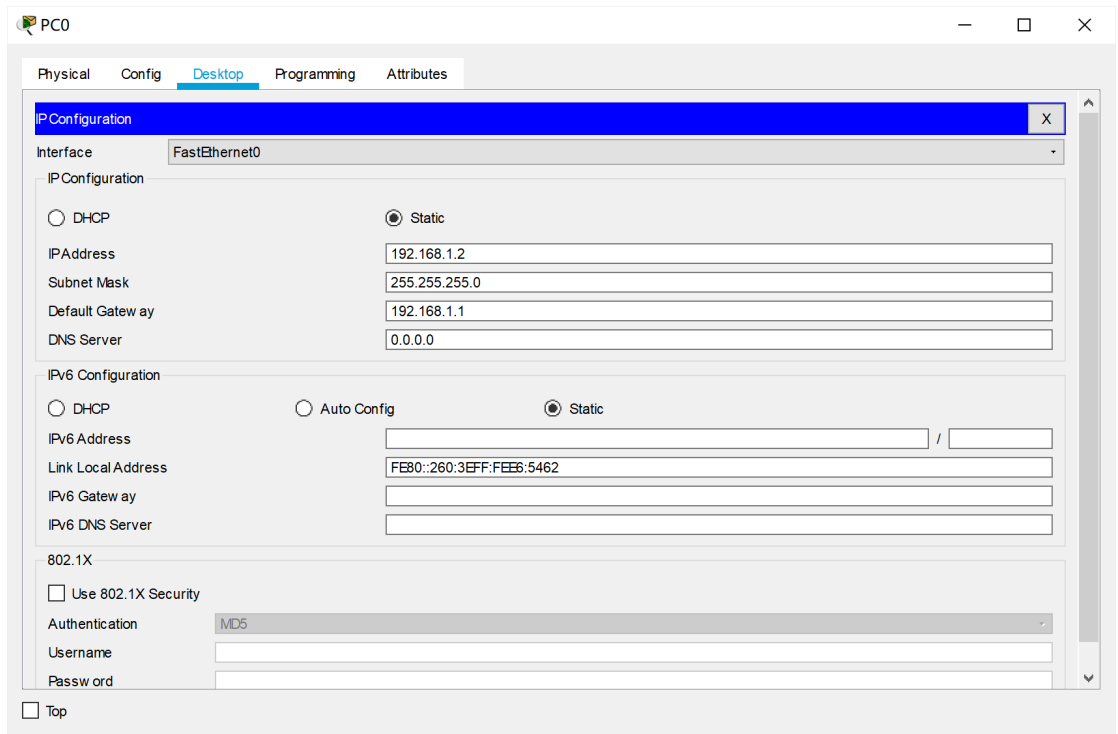 PC0
Physical Config Desktop Programming Attributes
IP Configuration X
Interface FastEthernet0
IP Configuration
DHCP Static
IP Address 192.168.1.2
Subnet Mask 255.255.255.0
Default Gateway 192.168.1.1
DNS Server 0.0.0.0
IPv6 Configuration
DHCP Auto Config Static
IPv6 Address /
Link Local Address FE80::260:3EFF:FEE6:5462
IPv6 Gateway
IPv6 DNS Server
802.1X
Use 802.1X Security
Authentication MD5
Username
Password
Top